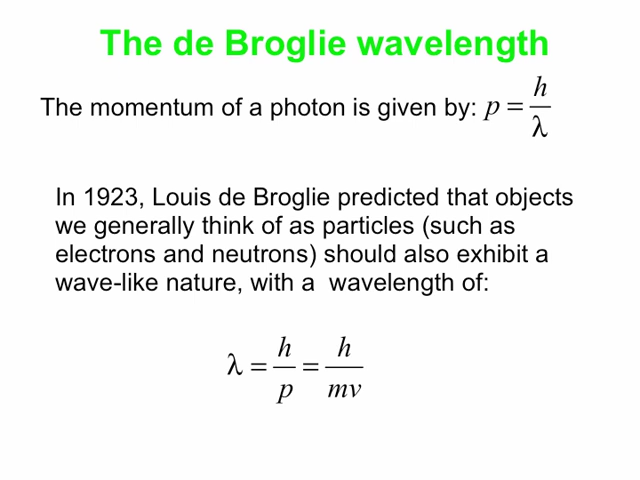 The de Broglie wavelength
The momentum of a photon is given by: p = h/λ
In 1923, Louis de Broglie predicted that objects
we generally think of as particles (such as
electrons and neutrons) should also exhibit a
wave-like nature, with a wavelength of:
λ = h/p = h/mv